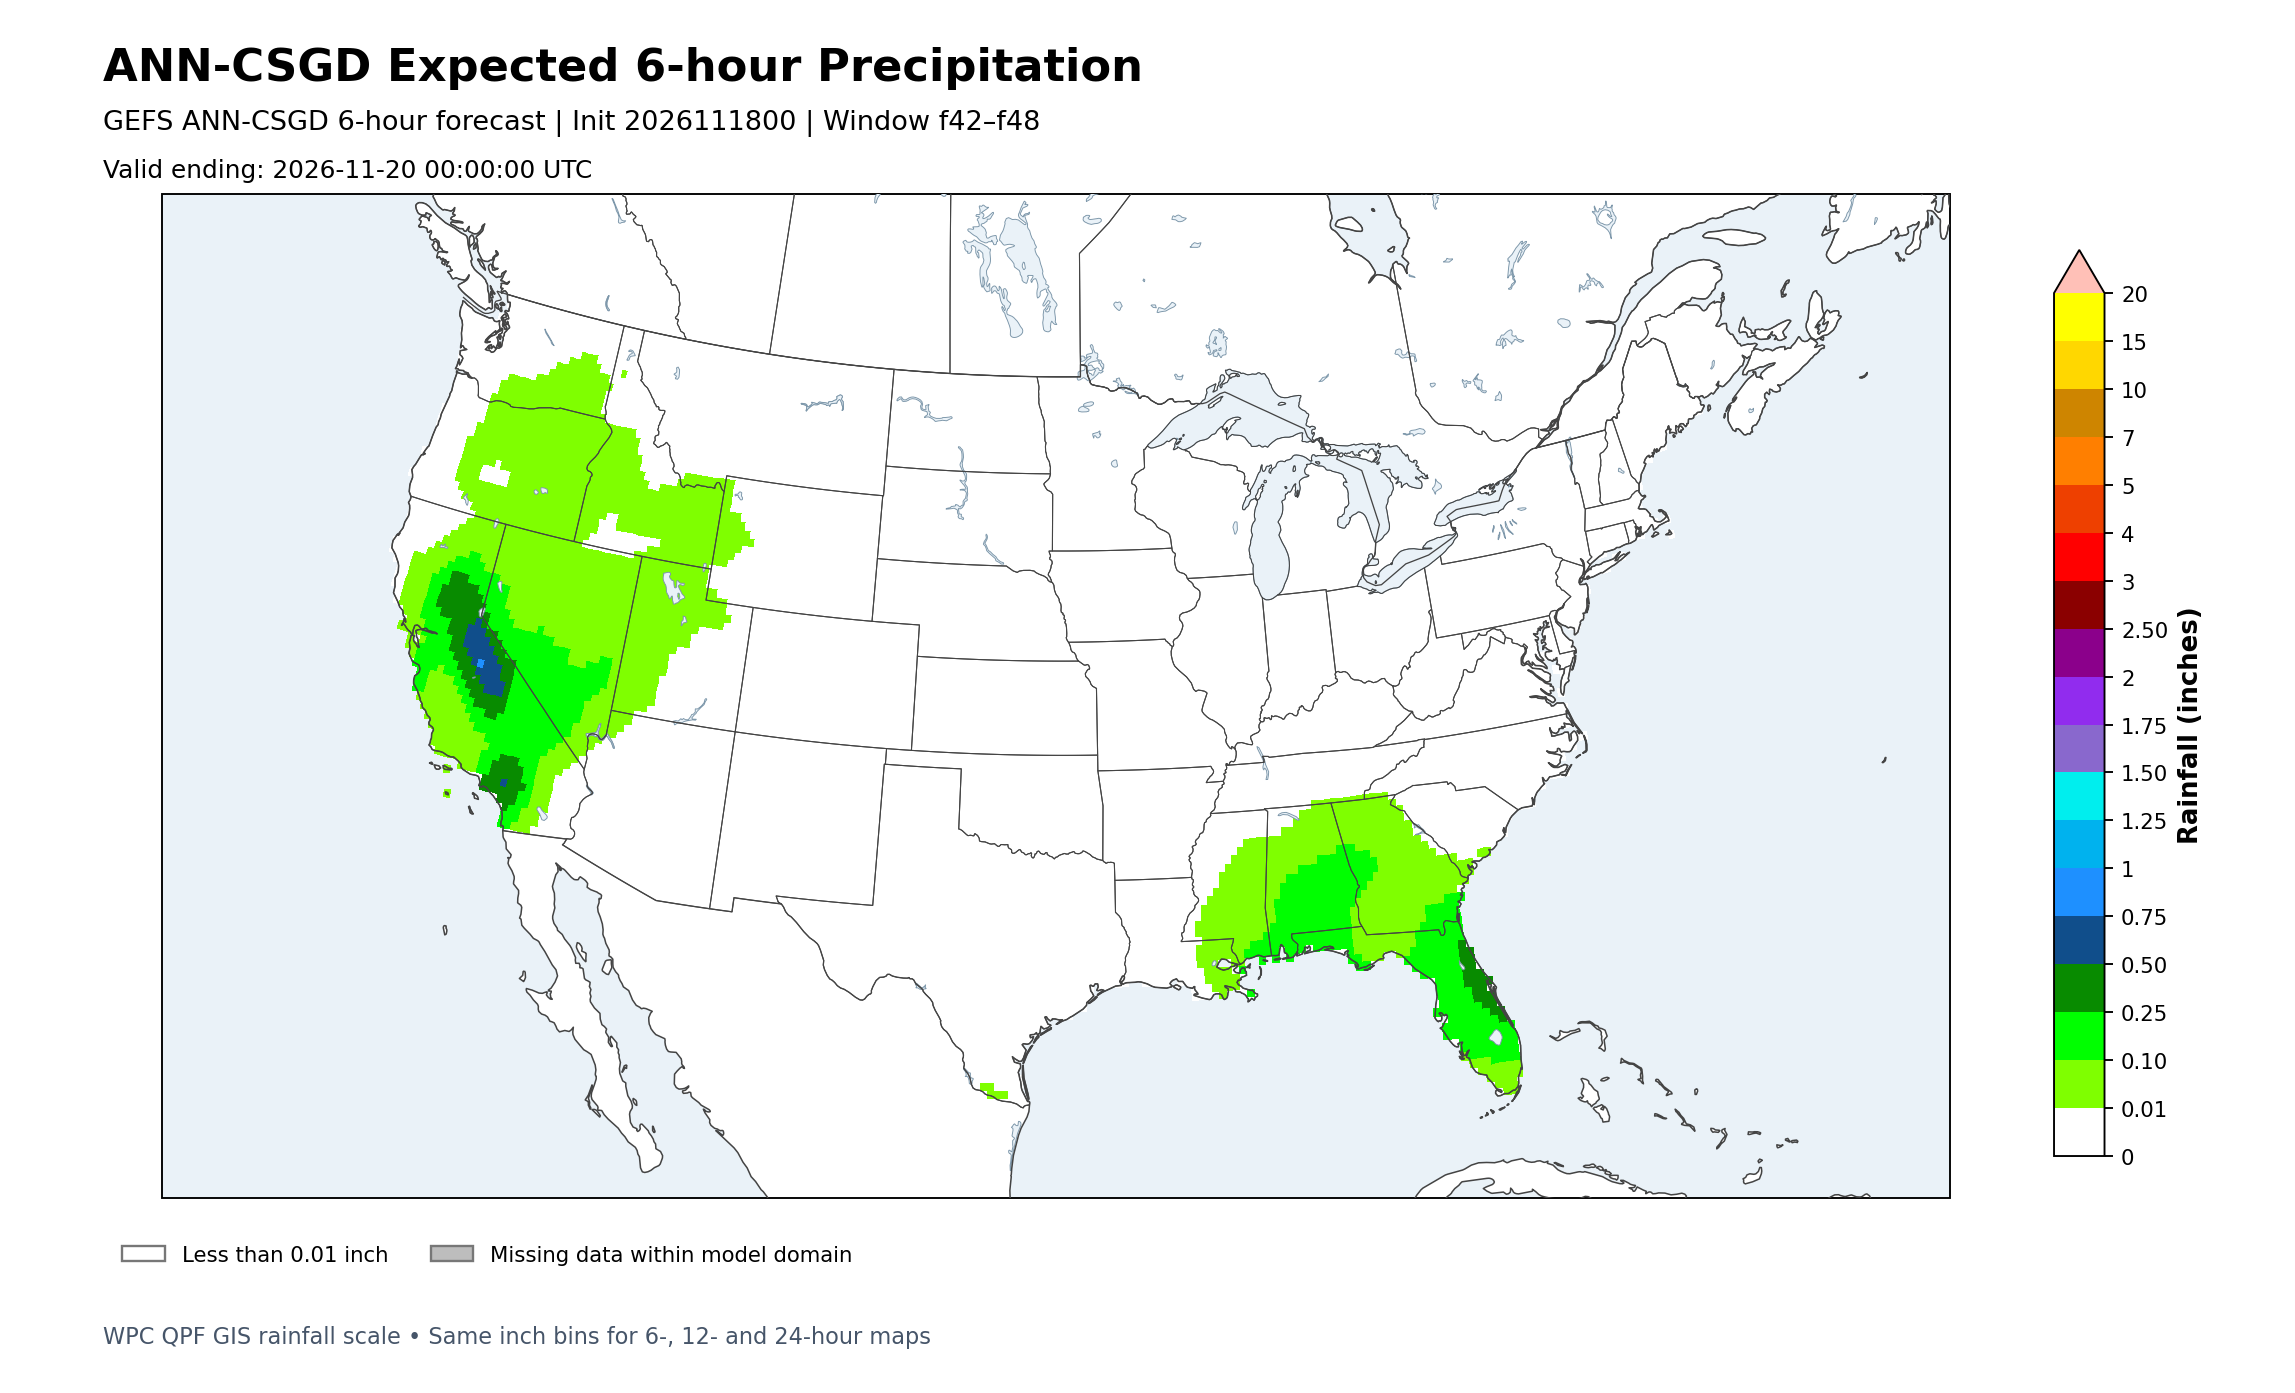 ANN-CSGD Expected 6-hour Precipitation
GEFS ANN-CSGD 6-hour forecast | Init 2026111800 | Window f42–f48
Valid ending: 2026-11-20 00:00:00 UTC
20
15
10
7
5
4
3
2.50
2
1.75
1.50
1.25
1
0.75
0.50
0.25
0.10
0.01
0
Rainfall (inches)
Less than 0.01 inch
Missing data within model domain
WPC QPF GIS rainfall scale • Same inch bins for 6-, 12- and 24-hour maps